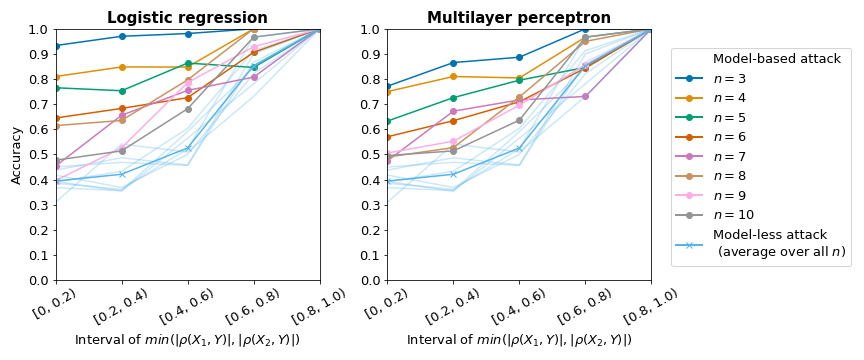 Logistic regression
Multilayer perceptron
Accuracy
1.0
0.9
0.8
0.7
0.6
0.5
0.4
0.3
0.2
0.1
0.0
[0, 0.2)
[0.2, 0.4)
[0.4, 0.6)
[0.6, 0.8)
[0.8, 1.0)
Interval of min(|ρ(X₁, Y)|, |ρ(X₂, Y)|)
1.0
0.9
0.8
0.7
0.6
0.5
0.4
0.3
0.2
0.1
0.0
[0, 0.2)
[0.2, 0.4)
[0.4, 0.6)
[0.6, 0.8)
[0.8, 1.0)
Interval of min(|ρ(X₁, Y)|, |ρ(X₂, Y)|)
Model-based attack
n = 3
n = 4
n = 5
n = 6
n = 7
n = 8
n = 9
n = 10
Model-less attack
(average over all n)